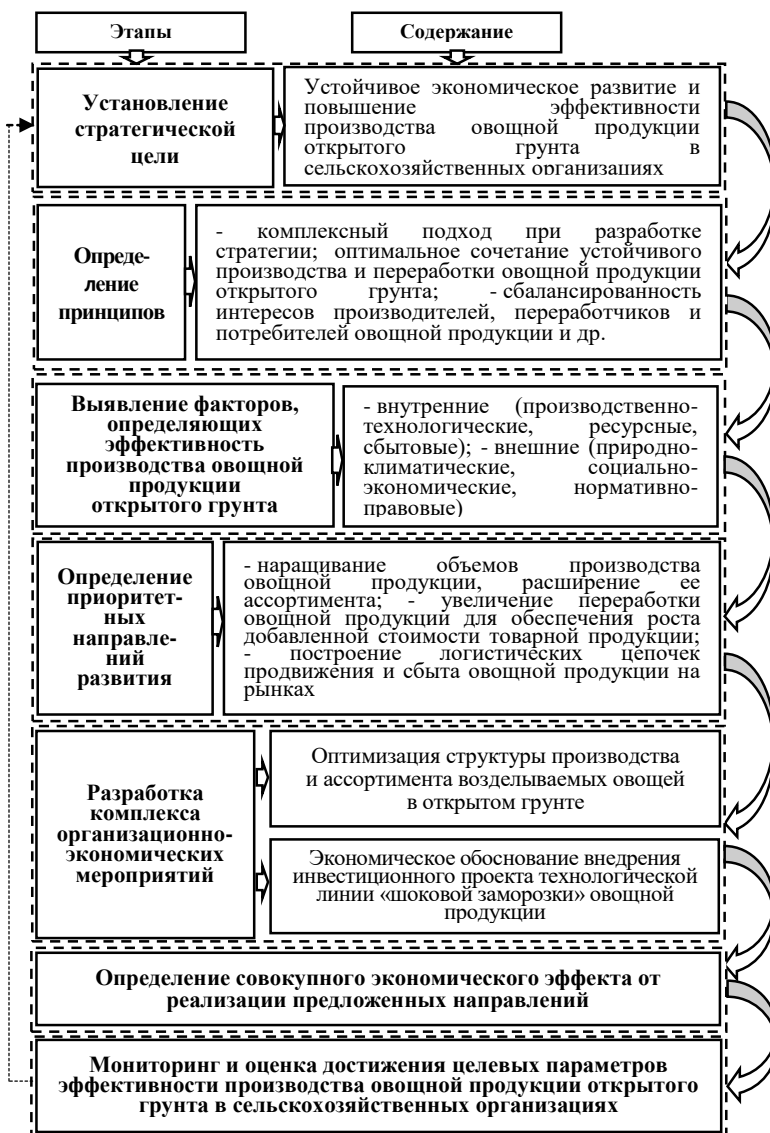 Этапы
Содержание
Установление
стратегической
цели
Устойчивое экономическое развитие и
повышение эффективности
производства овощной продукции
открытого грунта в
сельскохозяйственных организациях
Опреде-
ление
принципов
- комплексный подход при разработке
стратегии; оптимальное сочетание устойчивого
производства и переработки овощной продукции
открытого грунта; - сбалансированность
интересов производителей, переработчиков и
потребителей овощной продукции и др.
Выявление факторов,
определяющих
эффективность
производства овощной
продукции
открытого грунта
- внутренние (производственно-
технологические, ресурсные,
сбытовые); - внешние (природно-
климатические, социально-
экономические, нормативно-
правовые)
Определение
приоритет-
ных
направле-
ний
развития
- наращивание объемов производства
овощной продукции, расширение ее
ассортимента; - увеличение переработки
овощной продукции для обеспечения роста
добавленной стоимости товарной продукции;
- построение логистических цепочек
продвижения и сбыта овощной продукции на
рынках
Разработка
комплекса
организационно-
экономических
мероприятий
Оптимизация структуры производства
и ассортимента возделываемых овощей
в открытом грунте
Экономическое обоснование внедрения
инвестиционного проекта технологической
линии «шоковой заморозки» овощной
продукции
Определение совокупного экономического эффекта от
реализации предложенных направлений
Мониторинг и оценка достижения целевых параметров
эффективности производства овощной продукции открытого
грунта в сельскохозяйственных организациях